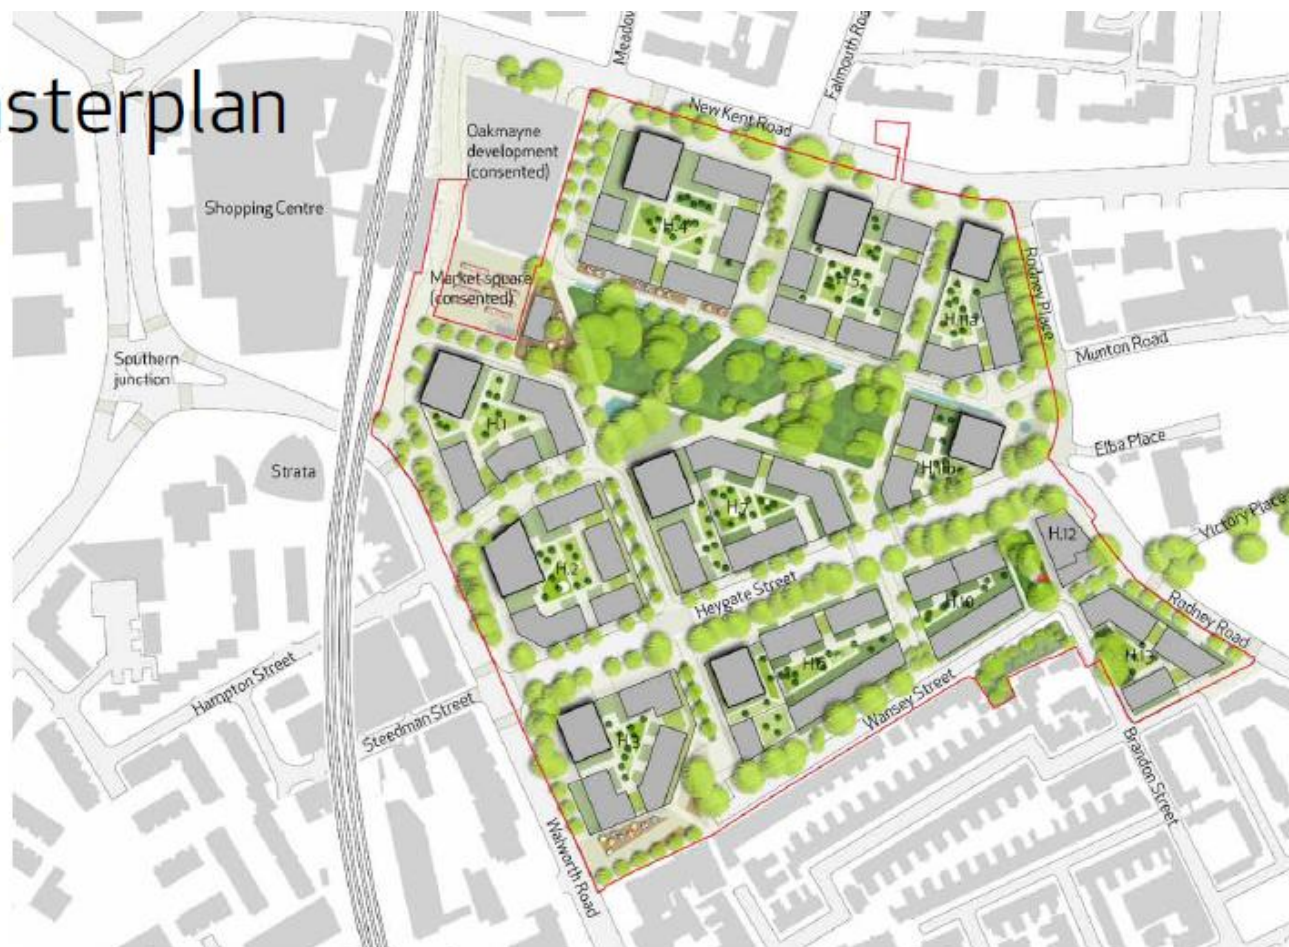 sterplan
Meadow
Falmouth Roa
New Kent Road
Oakmayne
development
(consented)
Shopping Centre
H.4
Market square
(consented)
H.5
H.11a
Rodney Place
Munton Road
Southern
junction
H.1
Elba Place
Strata
H.7
Victory Place
H.12
H.2
Heygate Street
H.10
Rodney Road
H.6
H.13
Hampton Street
Wansey Street
Steedman Street
H.3
Brandon Street
Walworth Road